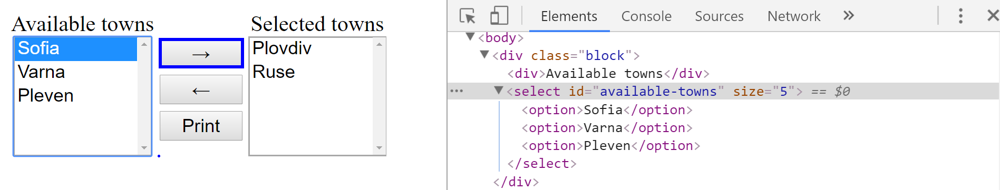 Available towns
Sofia
Varna
Pleven
→
←
Print
Selected towns
Plovdiv
Ruse
Elements Console Sources Network »
<body>
<div class="block">
<div>Available towns</div>
... <select id="available-towns" size="5"> == $0
<option>Sofia</option>
<option>Varna</option>
<option>Pleven</option>
</select>
</div>